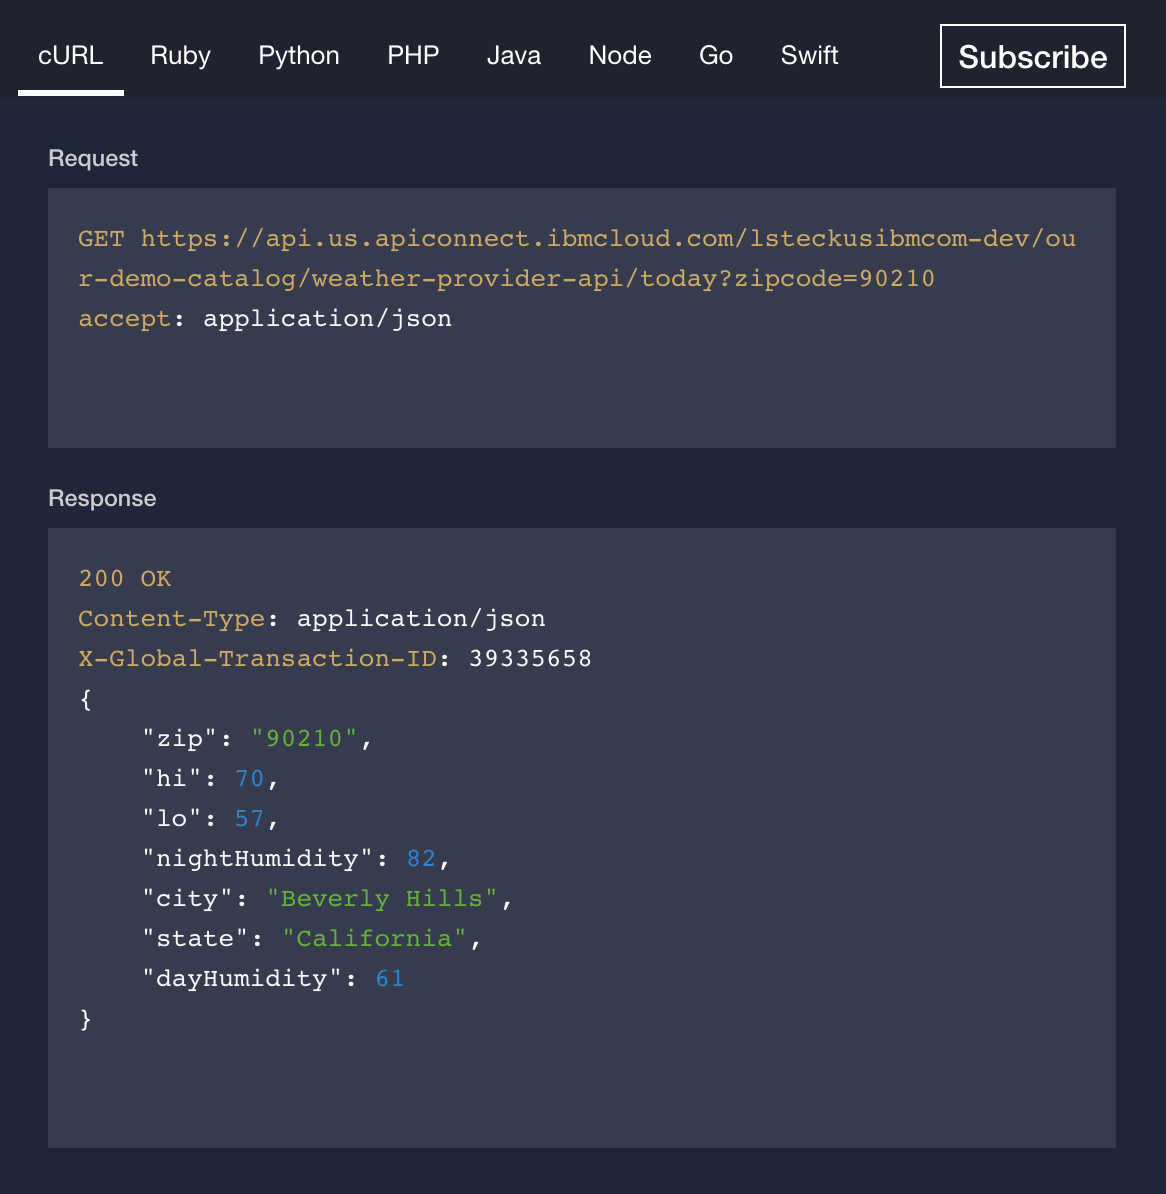 cURL Ruby Python PHP Java Node Go Swift Subscribe
Request
GET https://api.us.apiconnect.ibmcloud.com/lsteckusibmcom-dev/ou
r-demo-catalog/weather-provider-api/today?zipcode=90210
accept: application/json
Response
200 OK
Content-Type: application/json
X-Global-Transaction-ID: 39335658
{
    "zip": "90210",
    "hi": 70,
    "lo": 57,
    "nightHumidity": 82,
    "city": "Beverly Hills",
    "state": "California",
    "dayHumidity": 61
}